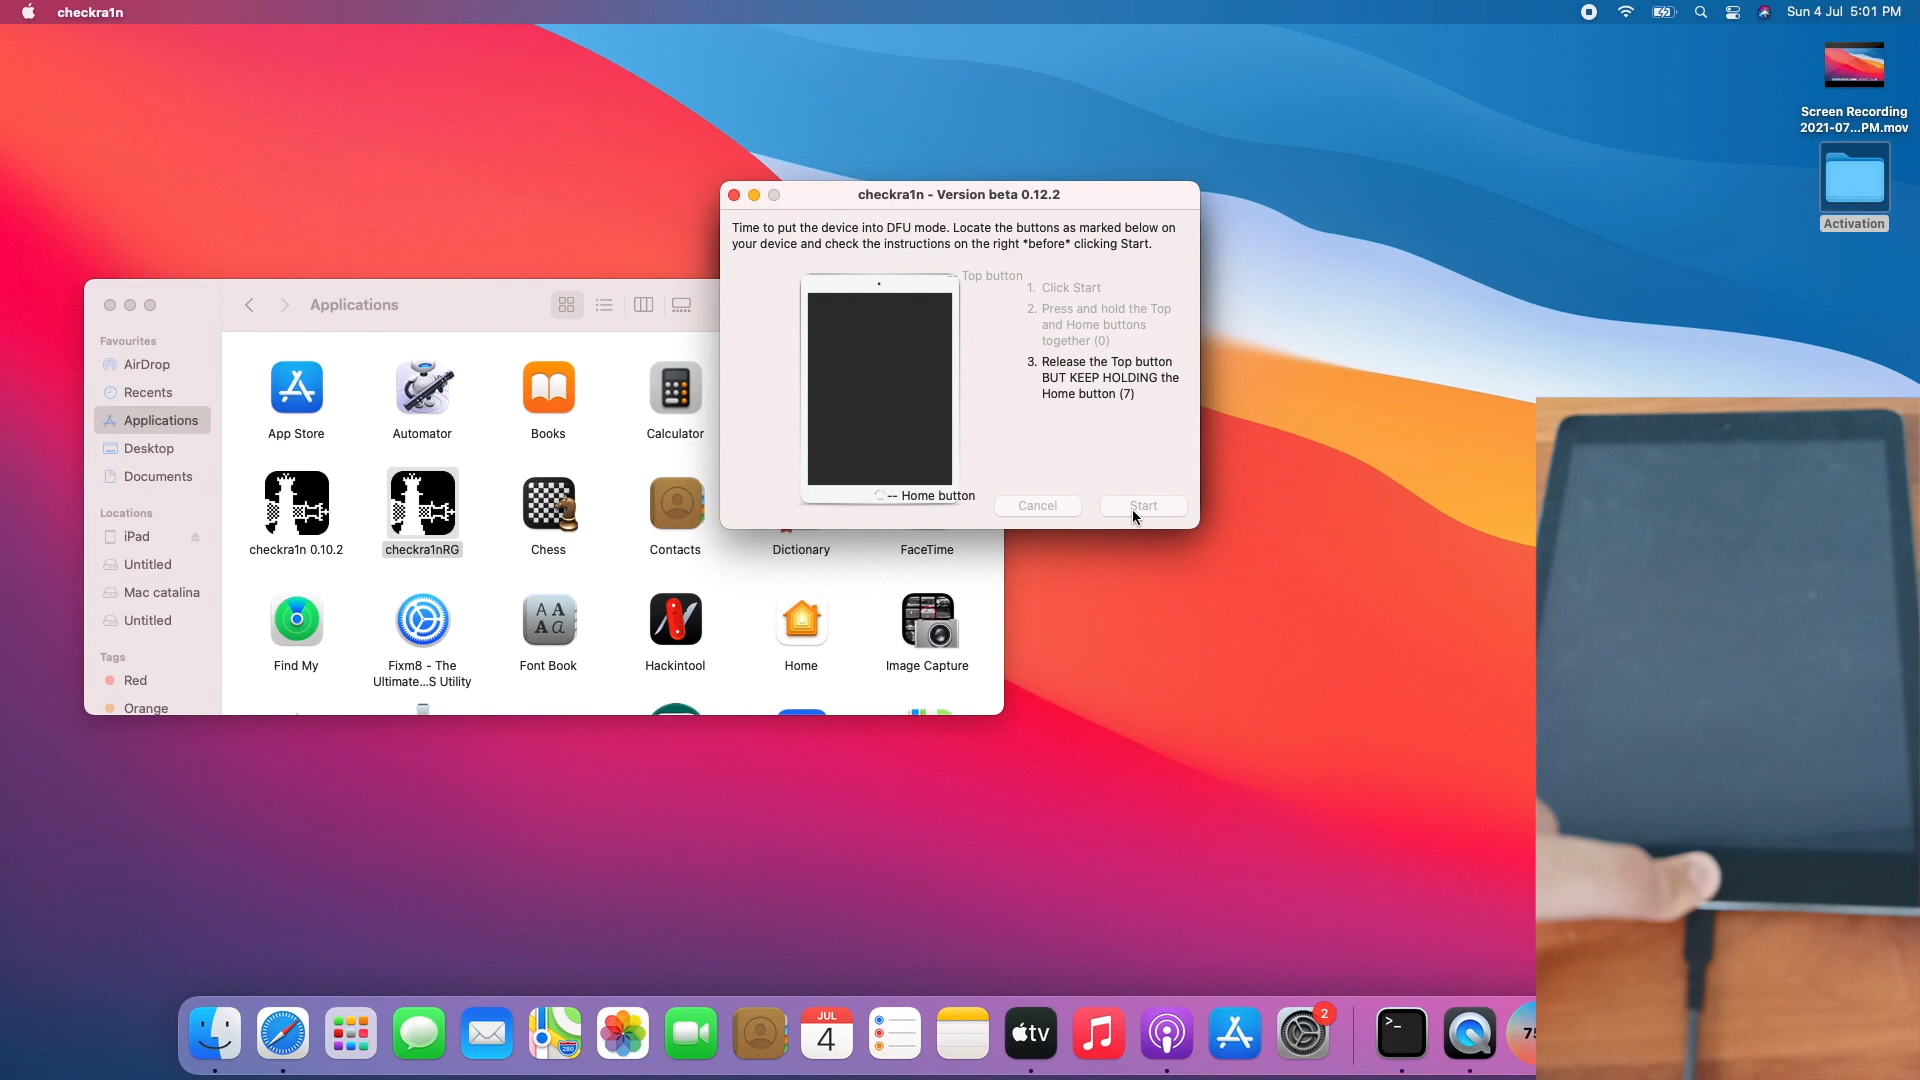 checkra1n
Sun 4 Jul 5:01 PM
Screen Recording
2021-07...PM.mov
Activation
checkra1n - Version beta 0.12.2
Time to put the device into DFU mode. Locate the buttons as marked below on
your device and check the instructions on the right *before* clicking Start.
-- Top button
1. Click Start
2. Press and hold the Top
and Home buttons
together (0)
3. Release the Top button
BUT KEEP HOLDING the
Home button (7)
-- Home button
Cancel
Start
Applications
Favourites
AirDrop
Recents
Applications
Desktop
Documents
Locations
iPad
Untitled
Mac catalina
Untitled
Tags
Red
Orange
App Store
Automator
Books
Calculator
checkra1n 0.10.2
checkra1nRG
Chess
Contacts
Dictionary
FaceTime
Find My
Fixm8 - The
Ultimate...S Utility
AA
Aa
Font Book
Hackintool
Home
Image Capture
JUL
4
280
tv
2
>_